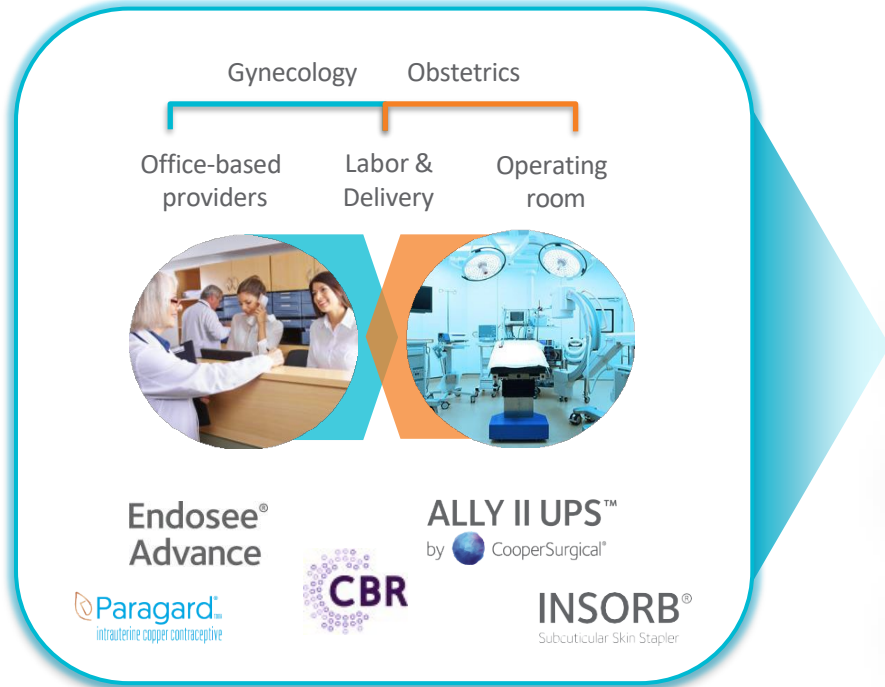 Gynecology Obstetrics
Office-based
providers
Labor &
Delivery
Operating
room
Endosee®
Advance
ALLY II UPS™
by CooperSurgical®
CBR
Paragard
intrauterine copper contraceptive
INSORB®
Subcuticular Skin Stapler